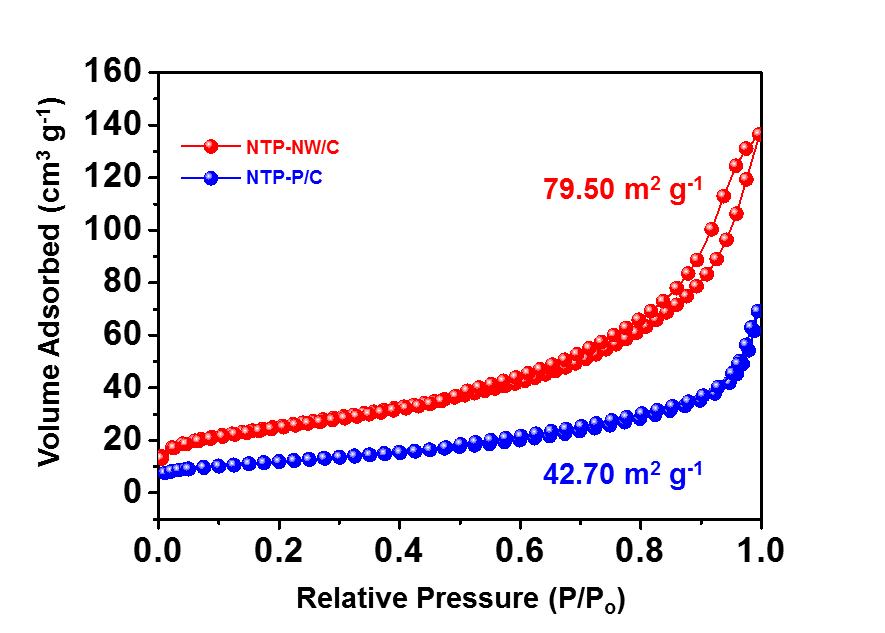 160
140
120
100
80
60
40
20
0
Volume Adsorbed (cm³ g⁻¹)
NTP-NW/C
NTP-P/C
79.50 m² g⁻¹
42.70 m² g⁻¹
0.0 0.2 0.4 0.6 0.8 1.0
Relative Pressure (P/Pₒ)